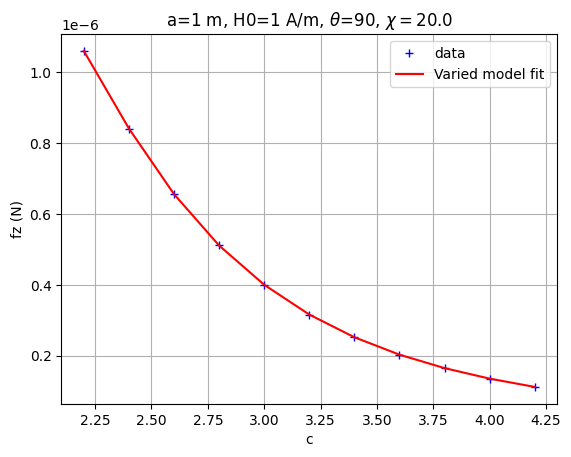 a=1 m, H0=1 A/m, θ=90, χ = 20.0
1e−6
data
Varied model fit
1.0
0.8
0.6
0.4
0.2
fz (N)
2.25 2.50 2.75 3.00 3.25 3.50 3.75 4.00 4.25
c